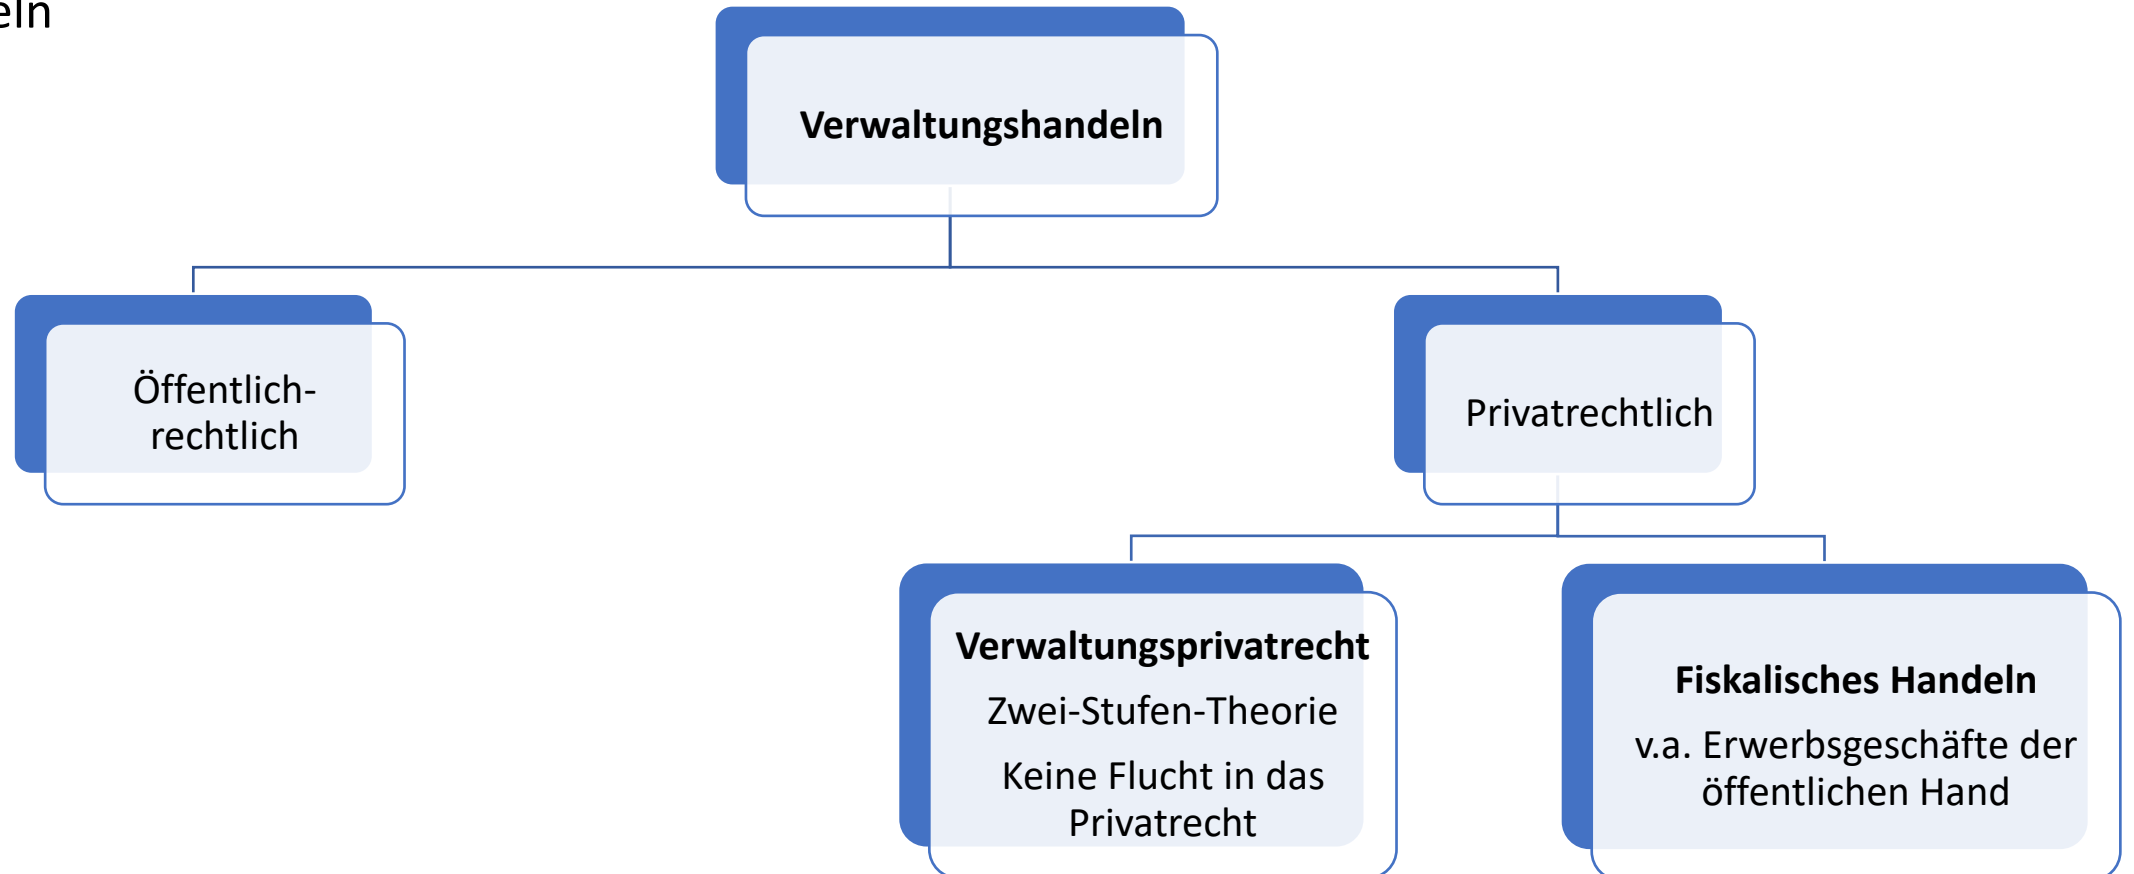 eln
Verwaltungshandeln
Öffentlich-
rechtlich
Privatrechtlich
Verwaltungsprivatrecht
Zwei-Stufen-Theorie
Keine Flucht in das
Privatrecht
Fiskalisches Handeln
v.a. Erwerbsgeschäfte der
öffentlichen Hand